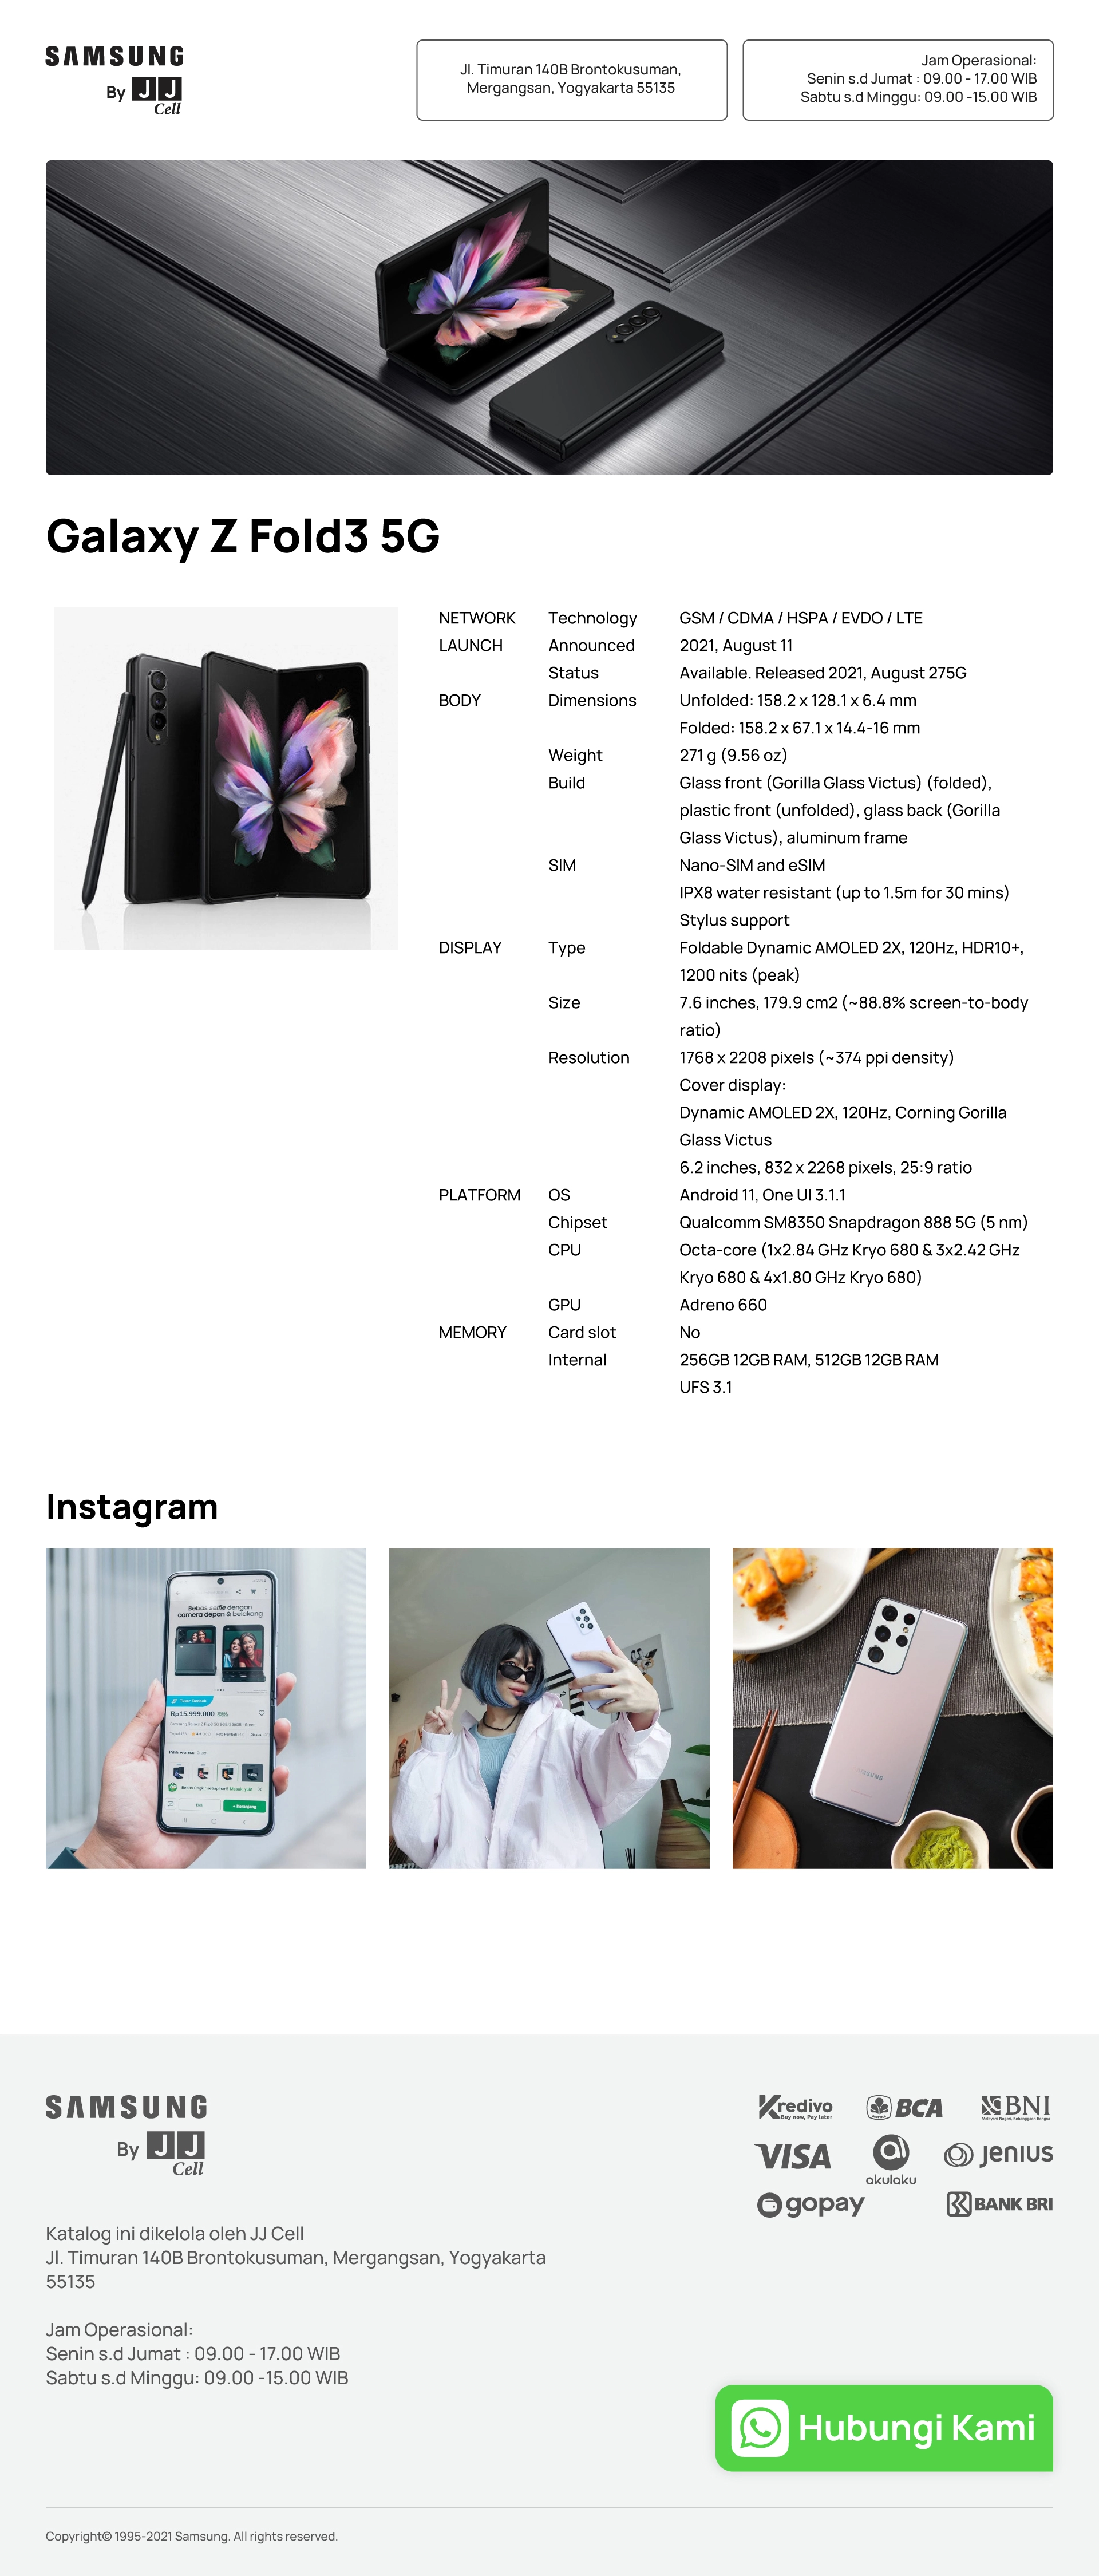 SAMSUNG
By JJ
Cell
Jl. Timuran 140B Brontokusuman,
Mergangsan, Yogyakarta 55135
Jam Operasional:
Senin s.d Jumat : 09.00 - 17.00 WIB
Sabtu s.d Minggu: 09.00 -15.00 WIB
Galaxy Z Fold3 5G
NETWORK Technology GSM / CDMA / HSPA / EVDO / LTE
LAUNCH Announced 2021, August 11
Status Available. Released 2021, August 275G
BODY Dimensions Unfolded: 158.2 x 128.1 x 6.4 mm
Folded: 158.2 x 67.1 x 14.4-16 mm
Weight 271 g (9.56 oz)
Build Glass front (Gorilla Glass Victus) (folded),
plastic front (unfolded), glass back (Gorilla
Glass Victus), aluminum frame
SIM Nano-SIM and eSIM
IPX8 water resistant (up to 1.5m for 30 mins)
Stylus support
DISPLAY Type Foldable Dynamic AMOLED 2X, 120Hz, HDR10+,
1200 nits (peak)
Size 7.6 inches, 179.9 cm2 (~88.8% screen-to-body
ratio)
Resolution 1768 x 2208 pixels (~374 ppi density)
Cover display:
Dynamic AMOLED 2X, 120Hz, Corning Gorilla
Glass Victus
6.2 inches, 832 x 2268 pixels, 25:9 ratio
PLATFORM OS Android 11, One UI 3.1.1
Chipset Qualcomm SM8350 Snapdragon 888 5G (5 nm)
CPU Octa-core (1x2.84 GHz Kryo 680 & 3x2.42 GHz
Kryo 680 & 4x1.80 GHz Kryo 680)
GPU Adreno 660
MEMORY Card slot No
Internal 256GB 12GB RAM, 512GB 12GB RAM
UFS 3.1
Instagram
Bebas selfie dengan
camera depan & belakang
Tukar Tambah
Rp15.999.000
Pilih warna:
Beli
+ Keranjang
SAMSUNG
SAMSUNG
By JJ
Cell
Kredivo
Buy now, Pay later
BCA
BNI
VISA
akulaku
Jenius
gopay
BANK BRI
Katalog ini dikelola oleh JJ Cell
Jl. Timuran 140B Brontokusuman, Mergangsan, Yogyakarta
55135
Jam Operasional:
Senin s.d Jumat : 09.00 - 17.00 WIB
Sabtu s.d Minggu: 09.00 -15.00 WIB
Hubungi Kami
Copyright© 1995-2021 Samsung. All rights reserved.